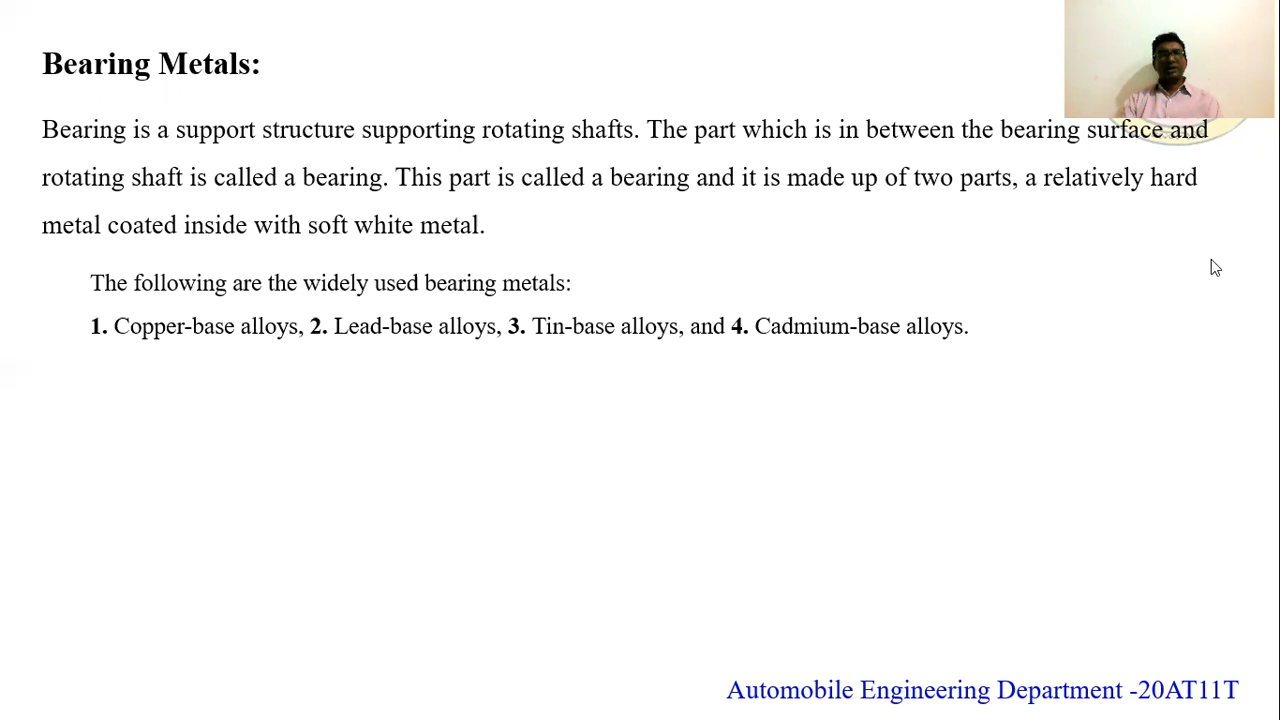 Bearing Metals:
Bearing is a support structure supporting rotating shafts. The part which is in between the bearing surface and
rotating shaft is called a bearing. This part is called a bearing and it is made up of two parts, a relatively hard
metal coated inside with soft white metal.
The following are the widely used bearing metals:
1. Copper-base alloys, 2. Lead-base alloys, 3. Tin-base alloys, and 4. Cadmium-base alloys.
Automobile Engineering Department -20AT11T